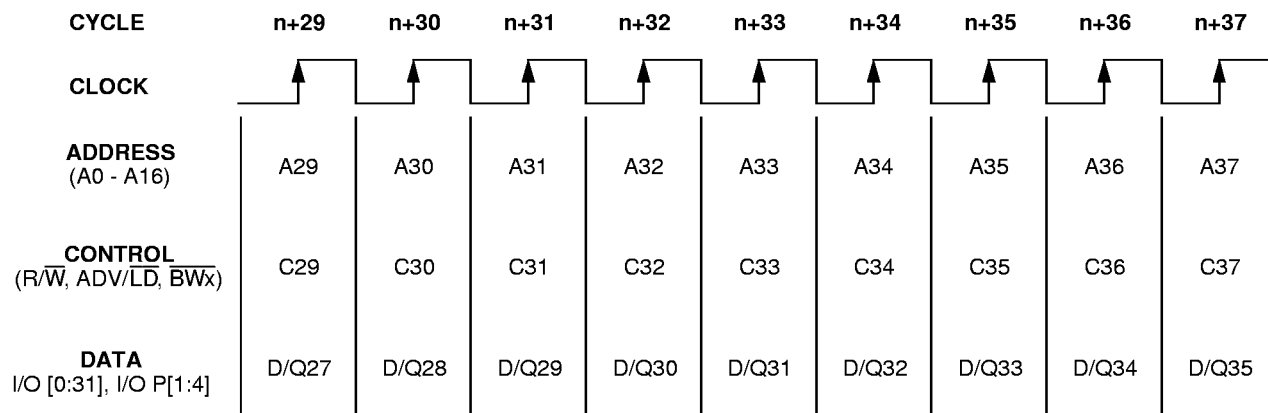 CYCLE n+29 n+30 n+31 n+32 n+33 n+34 n+35 n+36 n+37
CLOCK
ADDRESS
(A0 - A16) A29 A30 A31 A32 A33 A34 A35 A36 A37
CONTROL
(R/W̅, ADV/L̅D̅, B̅W̅x̅) C29 C30 C31 C32 C33 C34 C35 C36 C37
DATA
I/O [0:31], I/O P[1:4] D/Q27 D/Q28 D/Q29 D/Q30 D/Q31 D/Q32 D/Q33 D/Q34 D/Q35